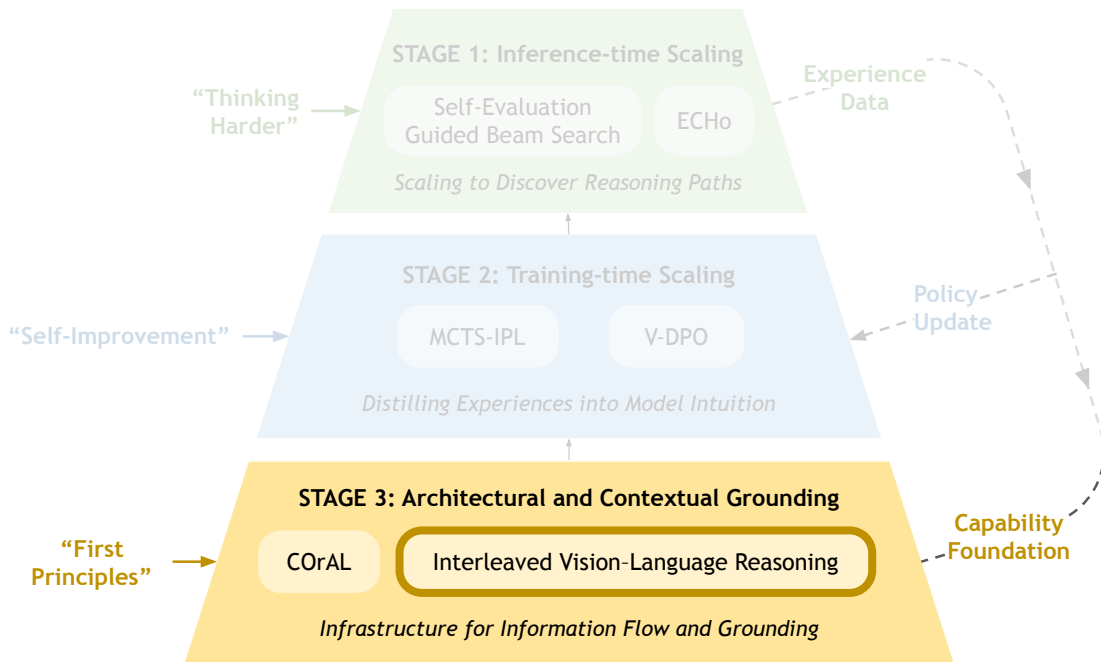 STAGE 1: Inference-time Scaling
“Thinking
Harder”
Self-Evaluation
Guided Beam Search
ECHo
Scaling to Discover Reasoning Paths
Experience
Data
STAGE 2: Training-time Scaling
“Self-Improvement”
MCTS-IPL
V-DPO
Distilling Experiences into Model Intuition
Policy
Update
STAGE 3: Architectural and Contextual Grounding
“First
Principles”
COrAL
Interleaved Vision-Language Reasoning
Infrastructure for Information Flow and Grounding
Capability
Foundation